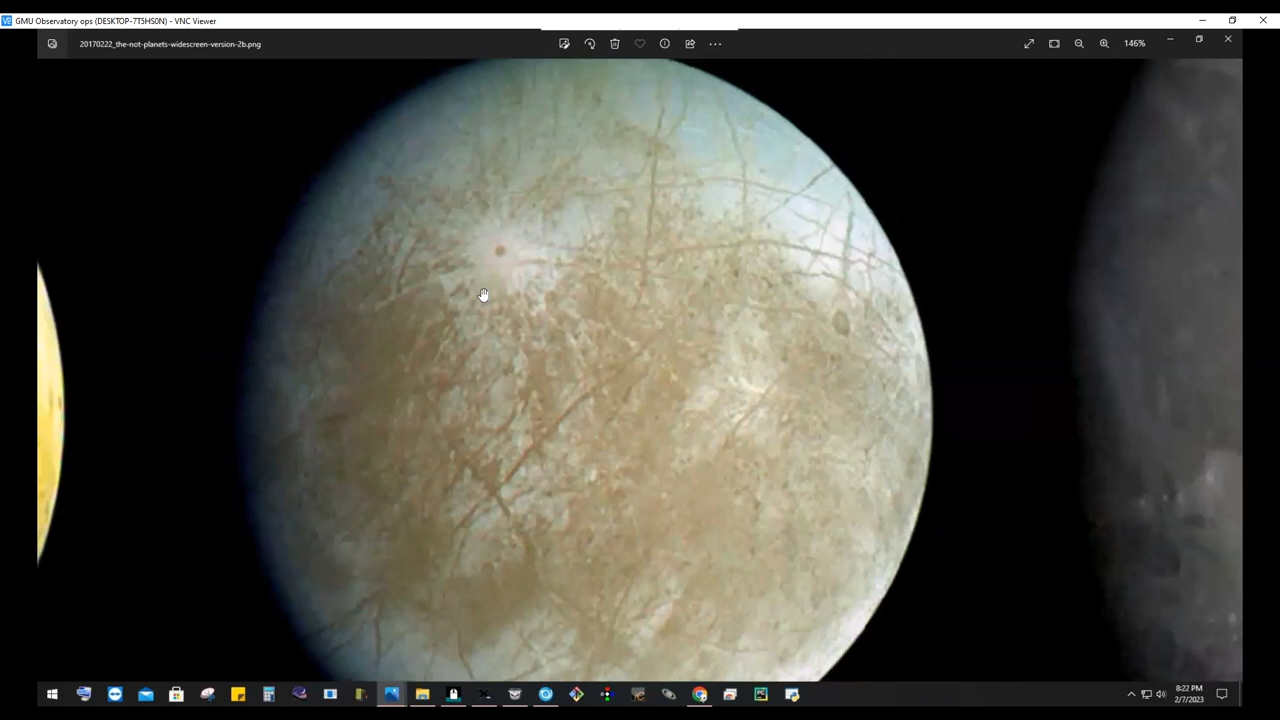 GMU Observatory ops (DESKTOP-7T5HS0N) - VNC Viewer
20170222_the-not-planets-widescreen-version-2b.png
146%
8:22 PM
2/7/2023